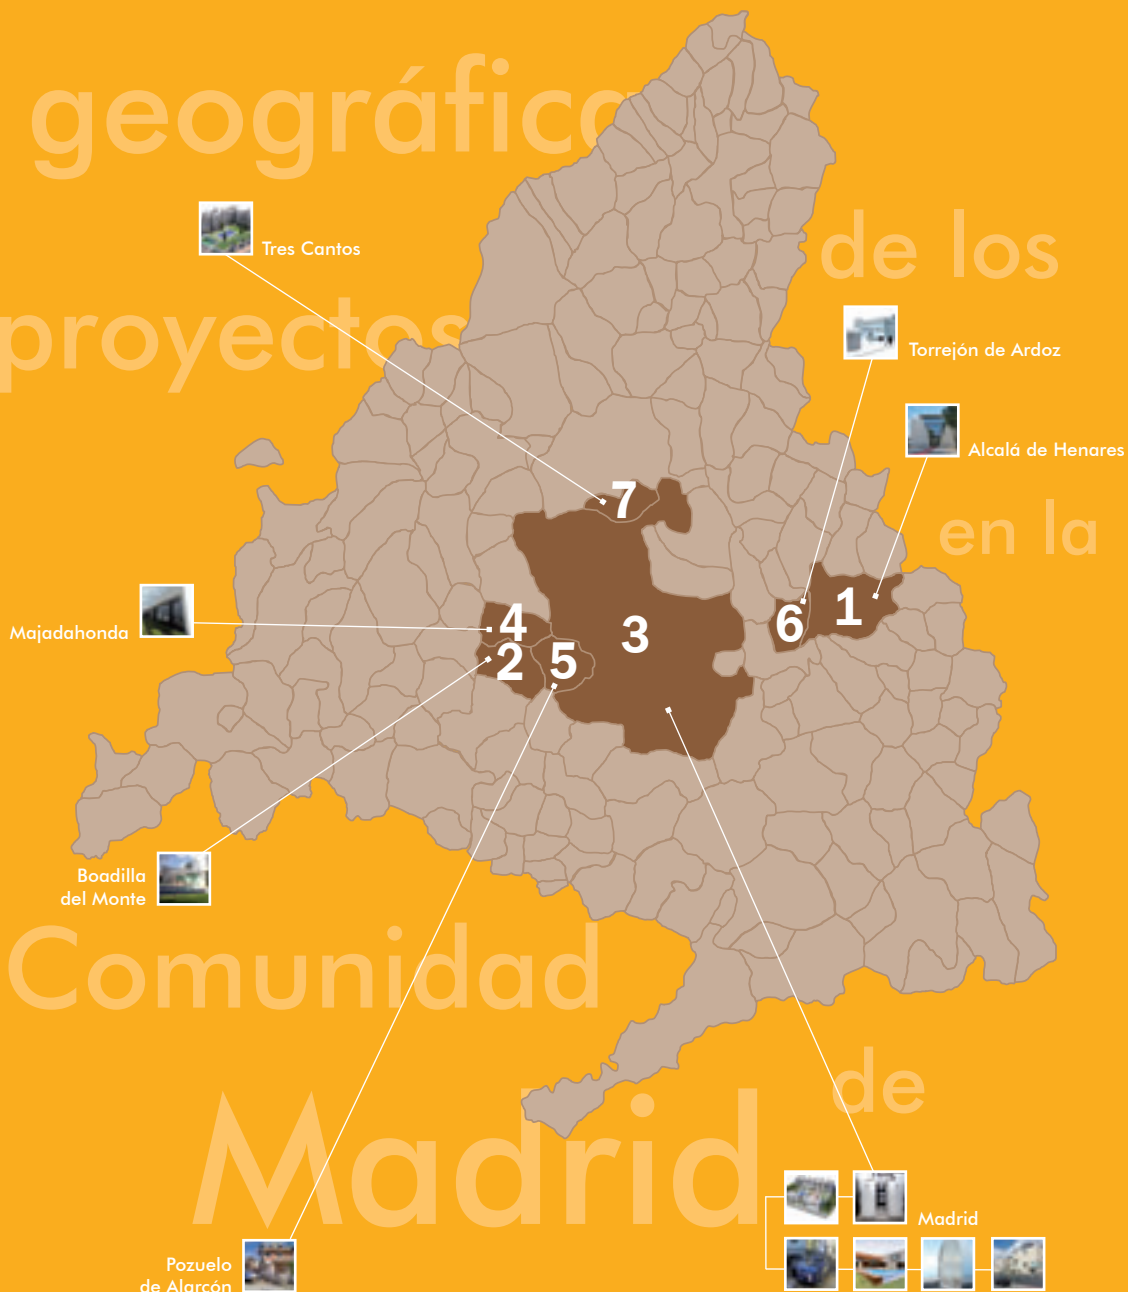 geográfica
de los
proyectos
en la
Comunidad
de
Madrid
Tres Cantos
Torrejón de Ardoz
Alcalá de Henares
7
4
2
5
3
6
1
Majadahonda
Boadilla
del Monte
Madrid
Pozuelo
de Alarcón